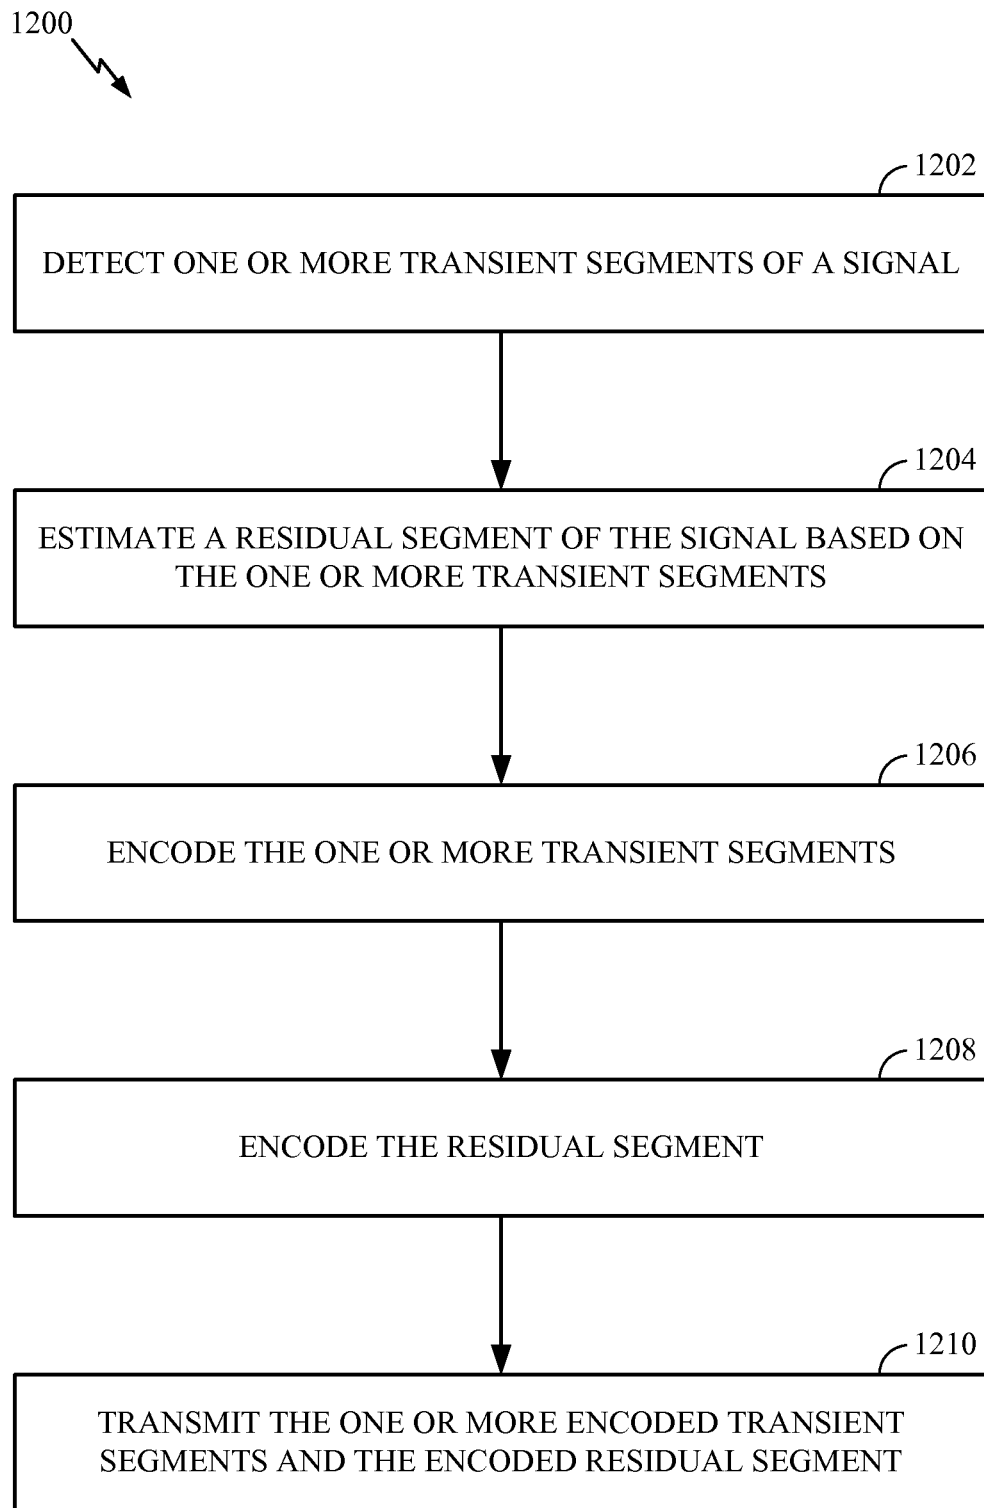 1200
1202
DETECT ONE OR MORE TRANSIENT SEGMENTS OF A SIGNAL
1204
ESTIMATE A RESIDUAL SEGMENT OF THE SIGNAL BASED ON
THE ONE OR MORE TRANSIENT SEGMENTS
1206
ENCODE THE ONE OR MORE TRANSIENT SEGMENTS
1208
ENCODE THE RESIDUAL SEGMENT
1210
TRANSMIT THE ONE OR MORE ENCODED TRANSIENT
SEGMENTS AND THE ENCODED RESIDUAL SEGMENT